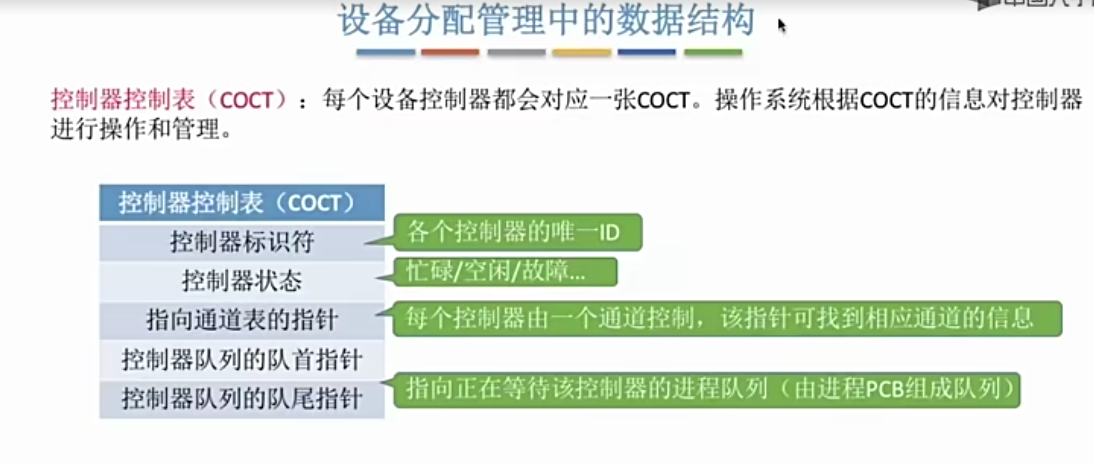 设备分配管理中的数据结构
控制器控制表（COCT）：每个设备控制器都会对应一张COCT。操作系统根据COCT的信息对控制器
进行操作和管理。
控制器控制表（COCT）
控制器标识符
各个控制器的唯一ID
控制器状态
忙碌/空闲/故障...
指向通道表的指针
每个控制器由一个通道控制，该指针可找到相应通道的信息
控制器队列的队首指针
控制器队列的队尾指针
指向正在等待该控制器的进程队列（由进程PCB组成队列）